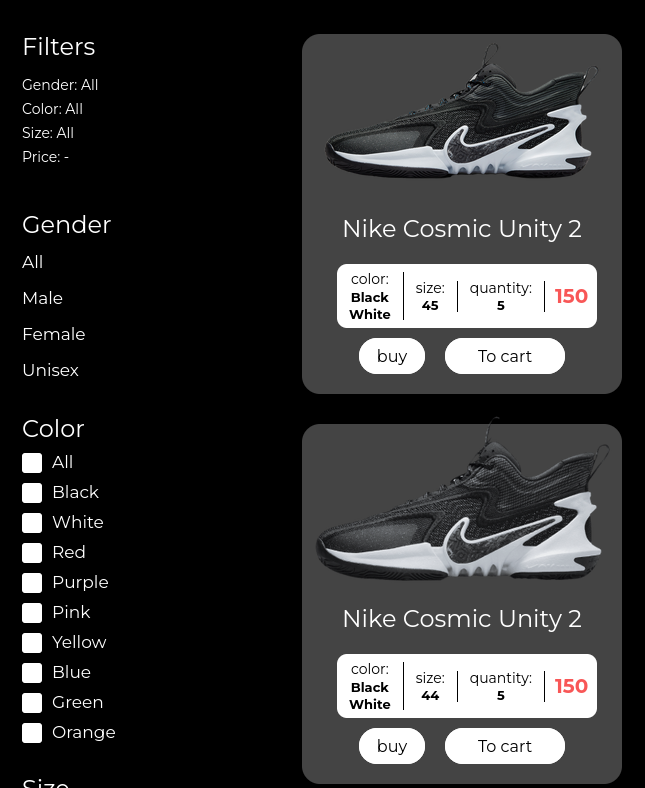 Filters
Gender: All
Color: All
Size: All
Price: -
Gender
All
Male
Female
Unisex
Color
All
Black
White
Red
Purple
Pink
Yellow
Blue
Green
Orange
Size
Nike Cosmic Unity 2
color:
Black
White
size:
45
quantity:
5
150
buy
To cart
Nike Cosmic Unity 2
color:
Black
White
size:
44
quantity:
5
150
buy
To cart